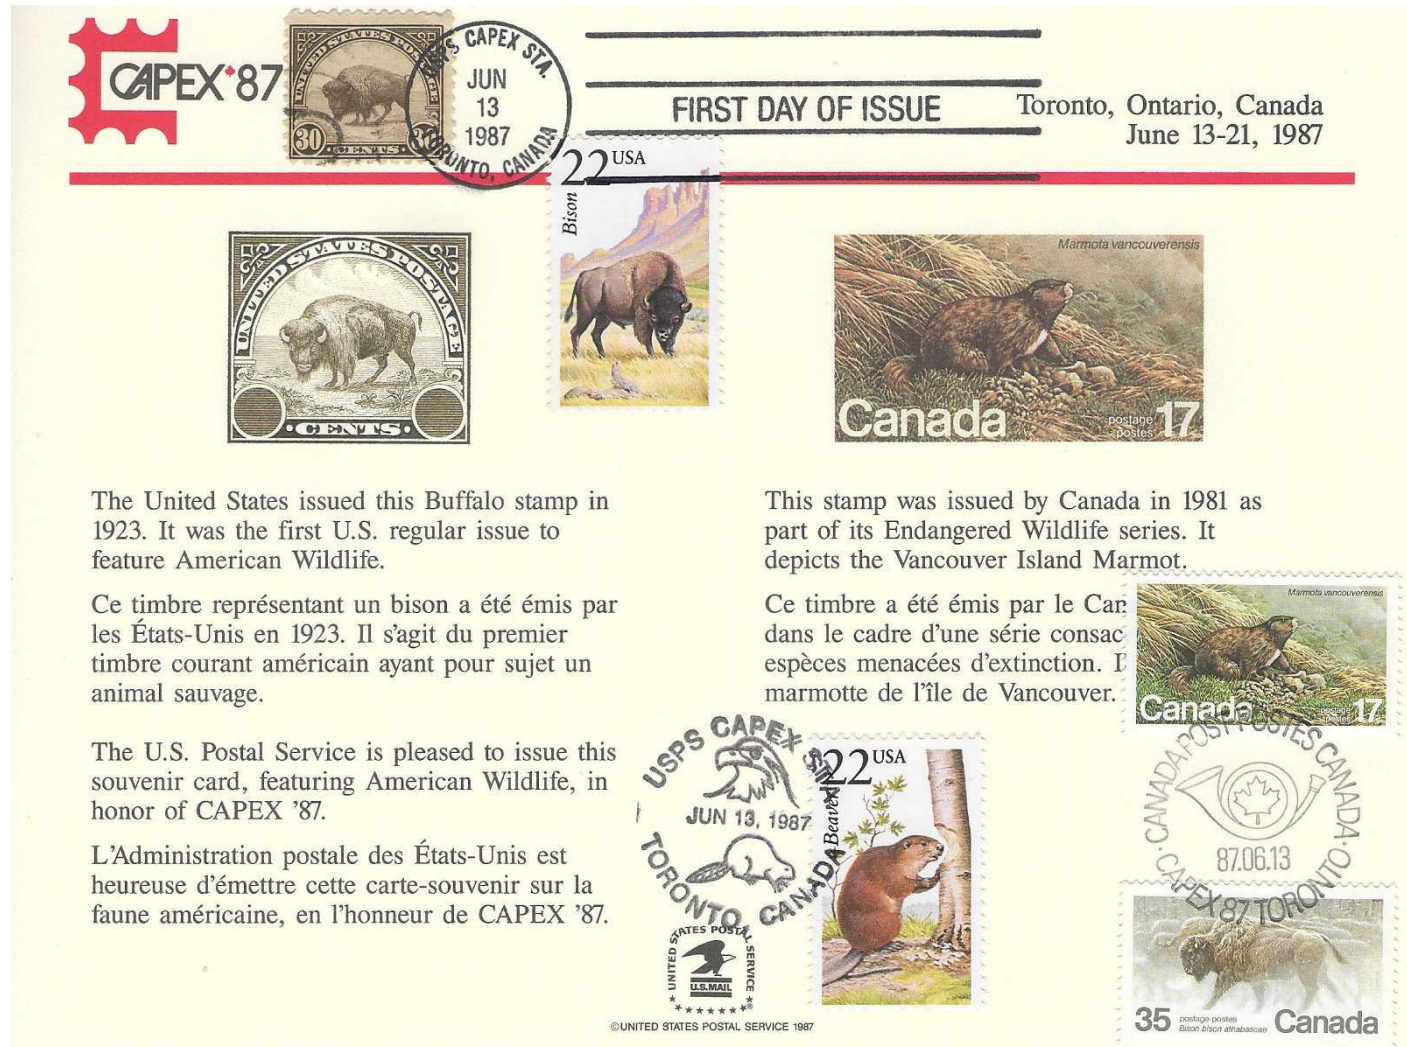 CAPEX 87
UNITED STATES POSTAGE
30 CENTS 30
USPS CAPEX STA.
JUN
13
1987
TORONTO, CANADA
FIRST DAY OF ISSUE
Toronto, Ontario, Canada
June 13-21, 1987
22 USA
Bison
UNITED STATES POSTAGE
CENTS
Marmota vancouverensis
Canada
postage
postes
17
The United States issued this Buffalo stamp in
1923. It was the first U.S. regular issue to
feature American Wildlife.
Ce timbre représentant un bison a été émis par
les États-Unis en 1923. Il s'agit du premier
timbre courant américain ayant pour sujet un
animal sauvage.
The U.S. Postal Service is pleased to issue this
souvenir card, featuring American Wildlife, in
honor of CAPEX '87.
L'Administration postale des États-Unis est
heureuse d'émettre cette carte-souvenir sur la
faune américaine, en l'honneur de CAPEX '87.
This stamp was issued by Canada in 1981 as
part of its Endangered Wildlife series. It
depicts the Vancouver Island Marmot.
Ce timbre a été émis par le Can
dans le cadre d'une série consac
espèces menacées d'extinction.
marmotte de l'île de Vancouver.
Marmota vancouverensis
Canada
postage
postes
17
USPS CAPEX STA.
JUN 13, 1987
TORONTO, CANADA
22 USA
Beaver
UNITED STATES POSTAL SERVICE
U.S.MAIL
CANADA POST POSTES CANADA
87.06.13
CAPEX 87 TORONTO
35
postage-postes
Bison bison athabascae
Canada
©UNITED STATES POSTAL SERVICE 1987